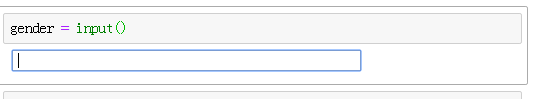 gender = input()